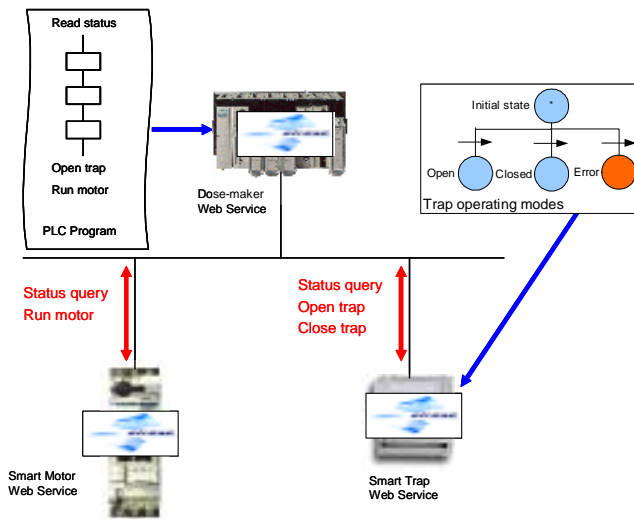 Read status
Open trap
Run motor
PLC Program
Dose-maker
Web Service
Initial state
*
Open
Closed
Error
Trap operating modes
Status query
Run motor
Status query
Open trap
Close trap
Smart Motor
Web Service
Smart Trap
Web Service